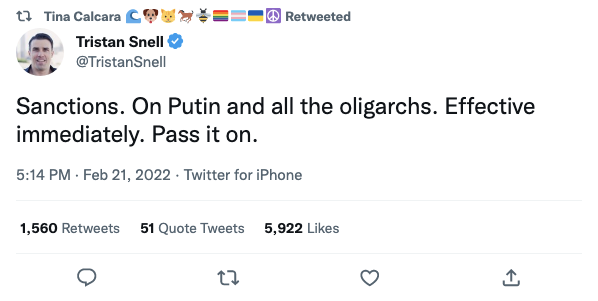 Tina Calcara 🌊🐶🐱🐎🐝🏳️‍🌈🏳️‍⚧️🇺🇦☮️ Retweeted
Tristan Snell
@TristanSnell
Sanctions. On Putin and all the oligarchs. Effective
immediately. Pass it on.
5:14 PM · Feb 21, 2022 · Twitter for iPhone
1,560 Retweets 51 Quote Tweets 5,922 Likes